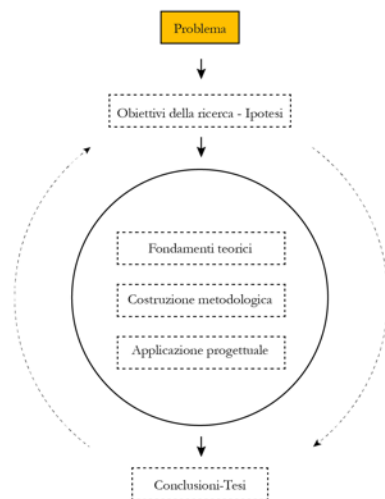 Problema
Obiettivi della ricerca - Ipotesi
Fondamenti teorici
Costruzione metodologica
Applicazione progettuale
Conclusioni-Tesi